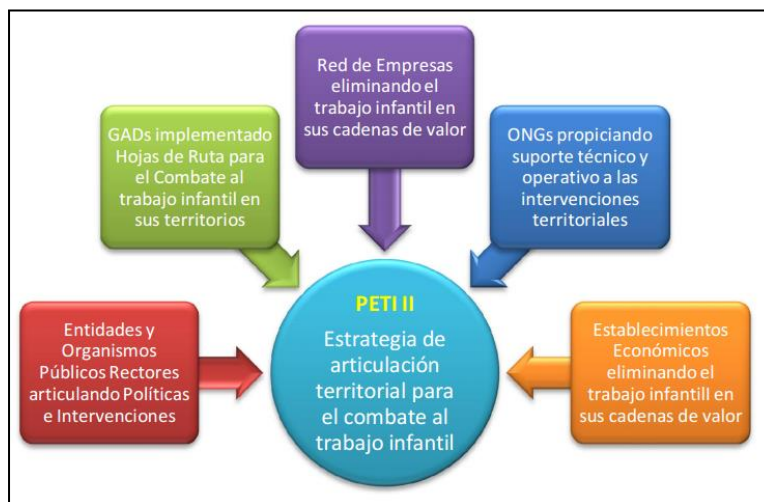 Red de Empresas
eliminando el
trabajo infantil en
sus cadenas de valor
GADs implementado
Hojas de Ruta para
el Combate al
trabajo infantil en
sus territorios
ONGs propiciando
suporte técnico y
operativo a las
intervenciones
territoriales
Entidades y
Organismos
Públicos Rectores
articulando Políticas
e Intervenciones
PETI II
Estrategia de
articulación
territorial para
el combate al
trabajo infantil
Establecimientos
Económicos
eliminando el
trabajo infantill en
sus cadenas de valor